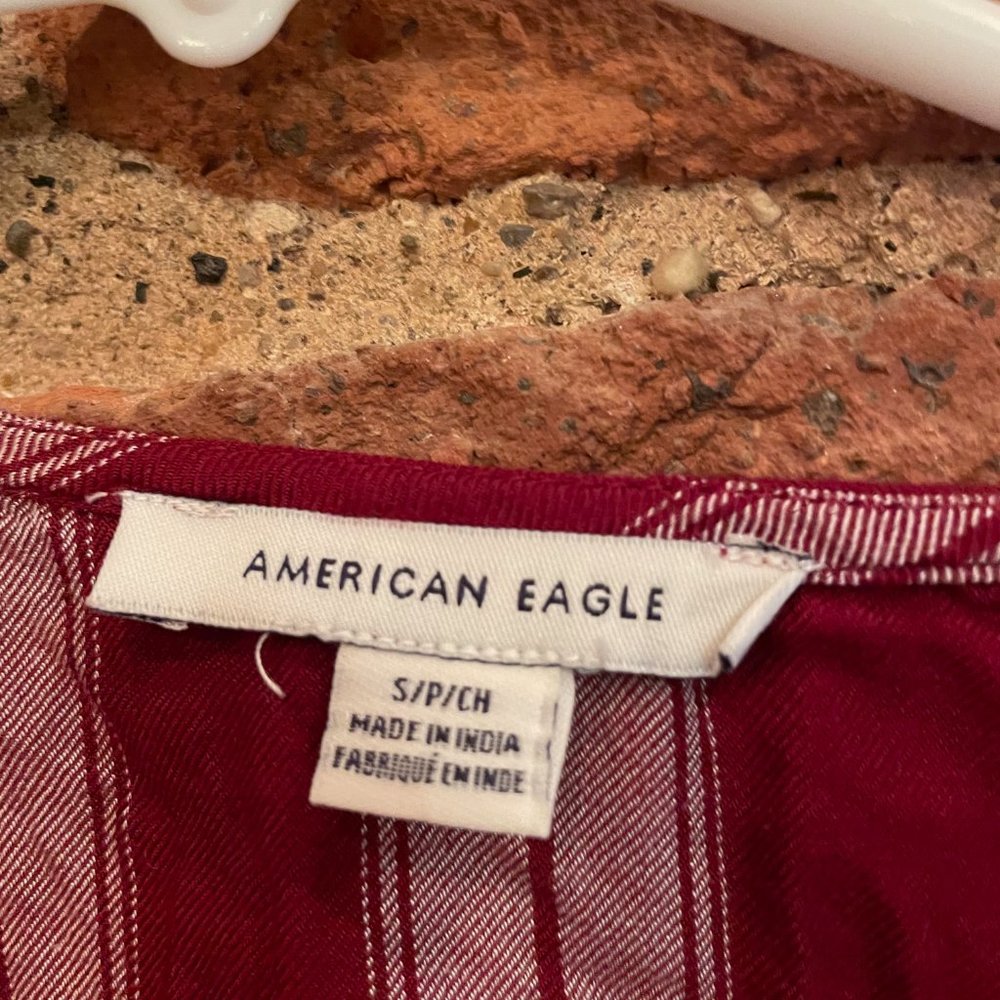 AMERICAN EAGLE
S/P/CH
MADE IN INDIA
FABRIQUÉ EN INDE